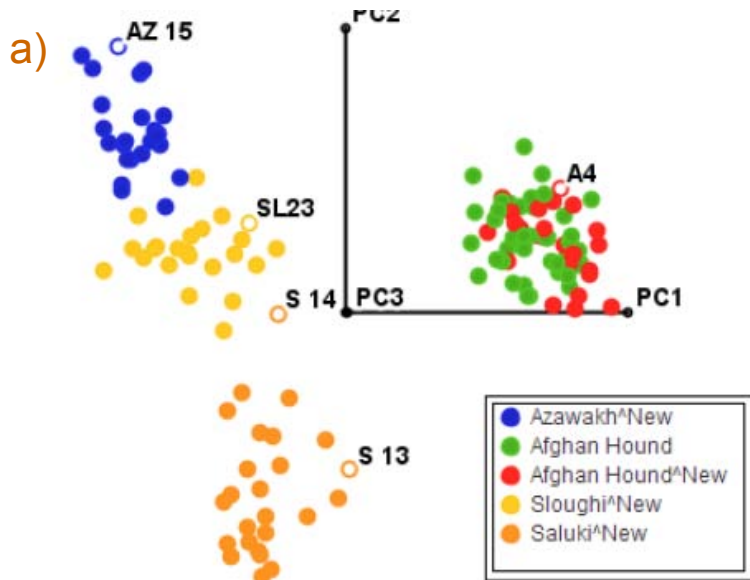 a)
AZ 15
PC2
A4
SL23
S 14
PC3
PC1
S 13
Azawakh^New
Afghan Hound
Afghan Hound^New
Sloughi^New
Saluki^New